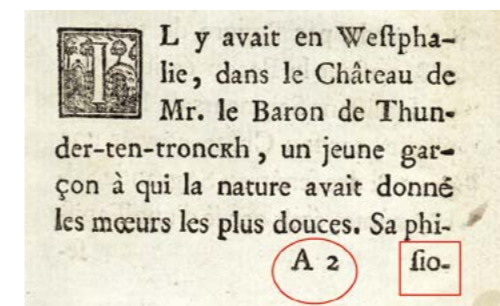 IL y avait en Weſtpha-
lie, dans le Château de
Mr. le Baron de Thun-
der-ten-tronckh, un jeune gar-
çon à qui la nature avait donné
les mœurs les plus douces. Sa phi-
A 2 ſio-